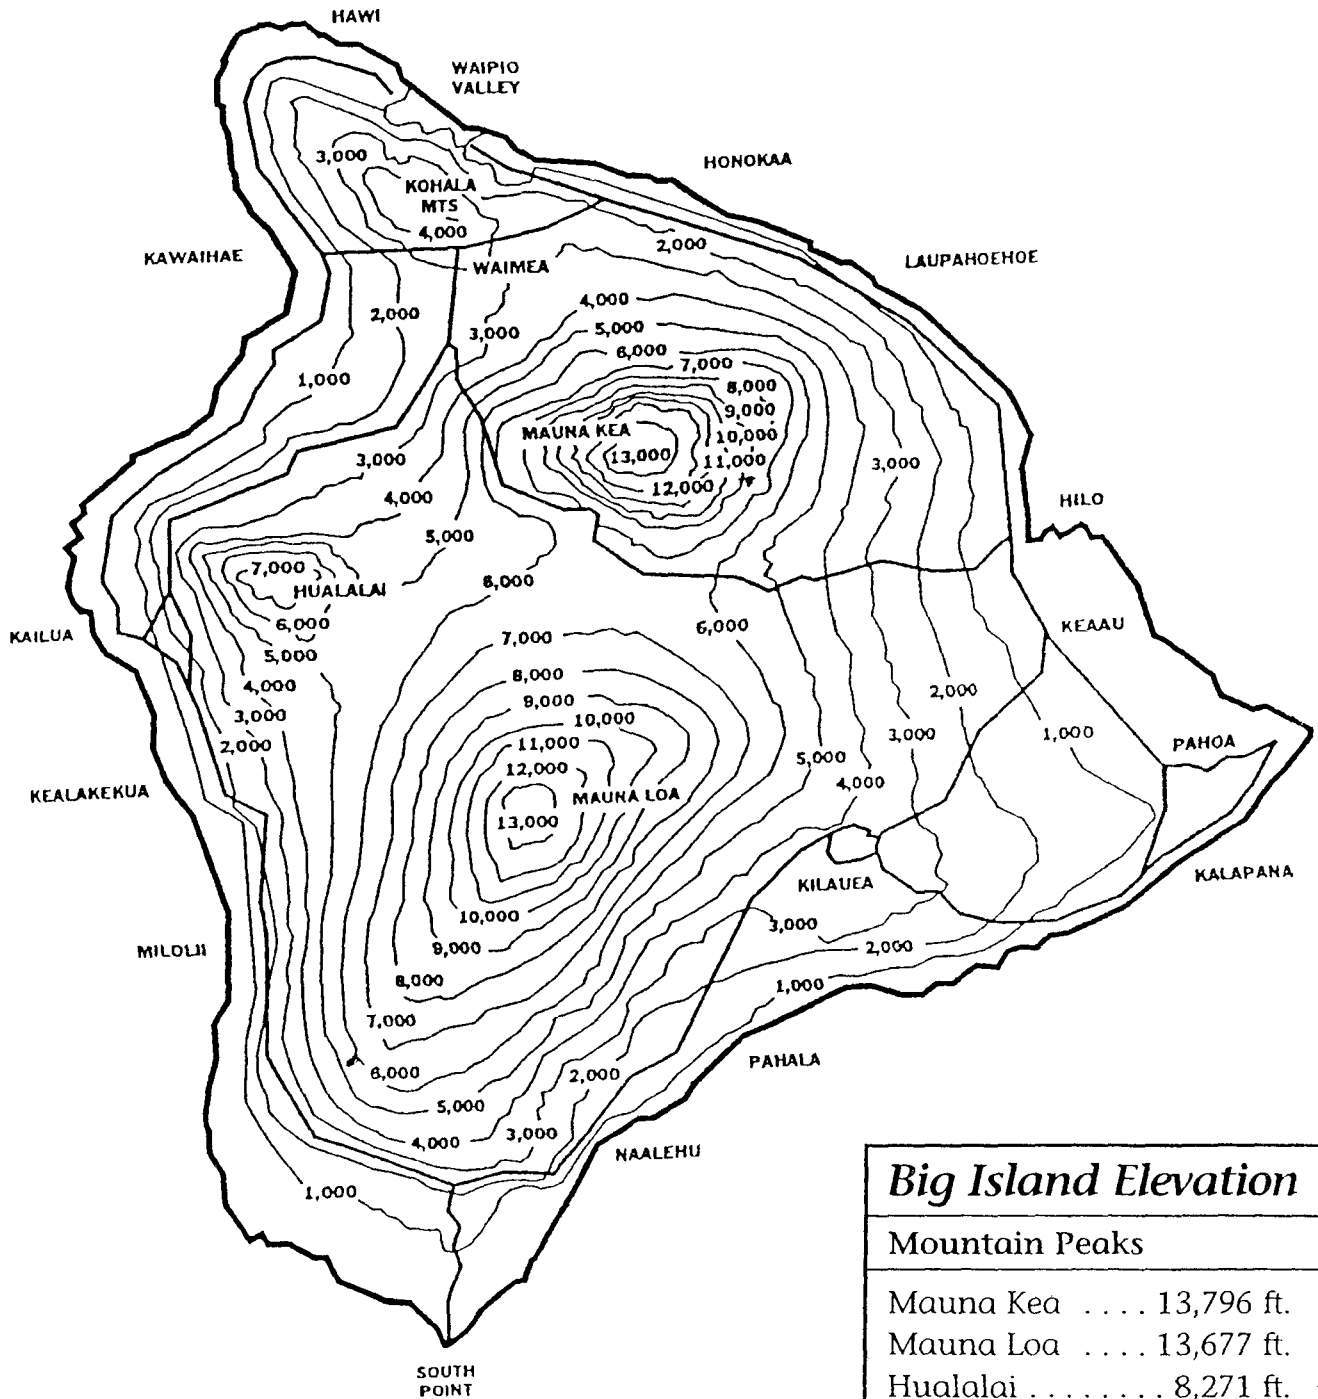 HAWI
WAIPIO
VALLEY
HONOKAA
3,000
KOHALA
MTS
4,000
KAWAIHAE
WAIMEA
2,000
LAUPAHOEHOE
2,000
3,000
4,000
5,000
6,000
7,000
8,000
9,000
10,000
11,000
12,000
13,000
MAUNA KEA
1,000
3,000
4,000
5,000
3,000
HILO
7,000
HUALALAI
6,000
5,000
4,000
3,000
2,000
KAILUA
6,000
6,000
KEAAU
7,000
8,000
9,000
10,000
11,000
12,000
13,000
MAUNA LOA
5,000
4,000
3,000
2,000
1,000
PAHOA
KEALAKEKUA
KILAUEA
KALAPANA
10,000
9,000
8,000
7,000
6,000
5,000
4,000
3,000
2,000
3,000
2,000
1,000
MILOLII
PAHALA
NAALEHU
1,000
SOUTH
POINT
Big Island Elevation
Mountain Peaks
Mauna Kea .... 13,796 ft.
Mauna Loa .... 13,677 ft.
Hualalai ........ 8,271 ft.